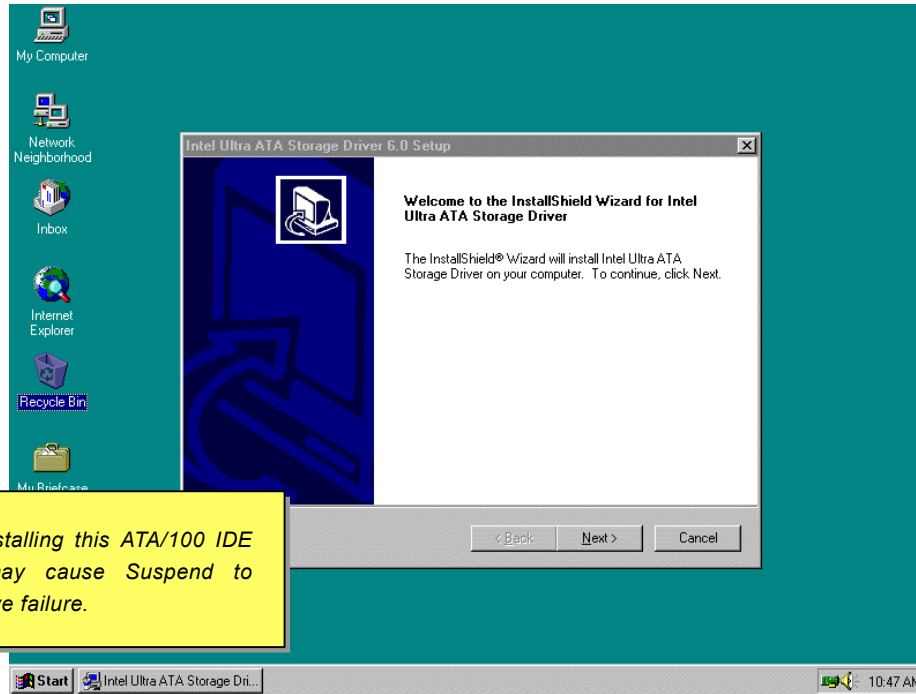 My Computer
Network
Neighborhood
Inbox
Internet
Explorer
Recycle Bin
My Briefcase
Intel Ultra ATA Storage Driver 6.0 Setup
Welcome to the InstallShield Wizard for Intel
Ultra ATA Storage Driver
The InstallShield® Wizard will install Intel Ultra ATA
Storage Driver on your computer. To continue, click Next.
< Back
Next >
Cancel
stalling this ATA/100 IDE
ay cause Suspend to
e failure.
Start
Intel Ultra ATA Storage Dri...
10:47 AM